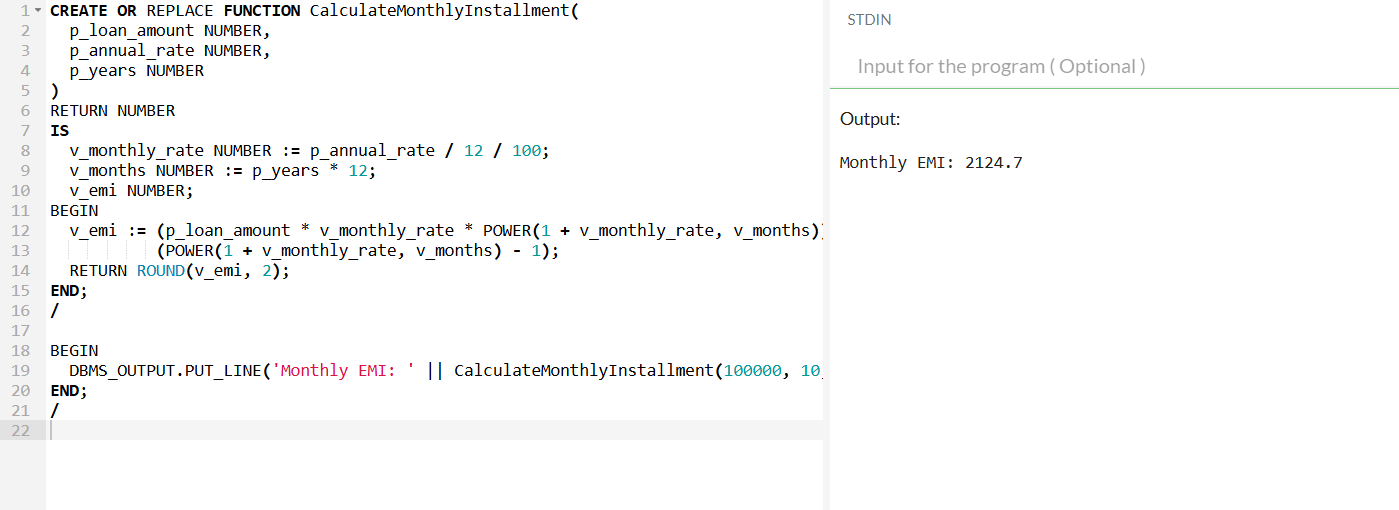 1 CREATE OR REPLACE FUNCTION CalculateMonthlyInstallment(
2 p_loan_amount NUMBER,
3 p_annual_rate NUMBER,
4 p_years NUMBER
5 )
6 RETURN NUMBER
7 IS
8 v_monthly_rate NUMBER := p_annual_rate / 12 / 100;
9 v_months NUMBER := p_years * 12;
10 v_emi NUMBER;
11 BEGIN
12 v_emi := (p_loan_amount * v_monthly_rate * POWER(1 + v_monthly_rate, v_months))
13 (POWER(1 + v_monthly_rate, v_months) - 1);
14 RETURN ROUND(v_emi, 2);
15 END;
16 /
17
18 BEGIN
19 DBMS_OUTPUT.PUT_LINE('Monthly EMI: ' || CalculateMonthlyInstallment(100000, 10,
20 END;
21 /
22
STDIN
Input for the program ( Optional )
Output:
Monthly EMI: 2124.7